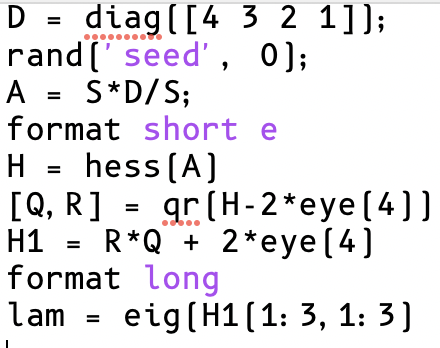 D = diag([4 3 2 1]);
rand('seed', 0);
A = S*D/S;
format short e
H = hess(A)
[Q,R] = qr(H-2*eye(4))
H1 = R*Q + 2*eye(4)
format long
lam = eig(H1(1:3,1:3)